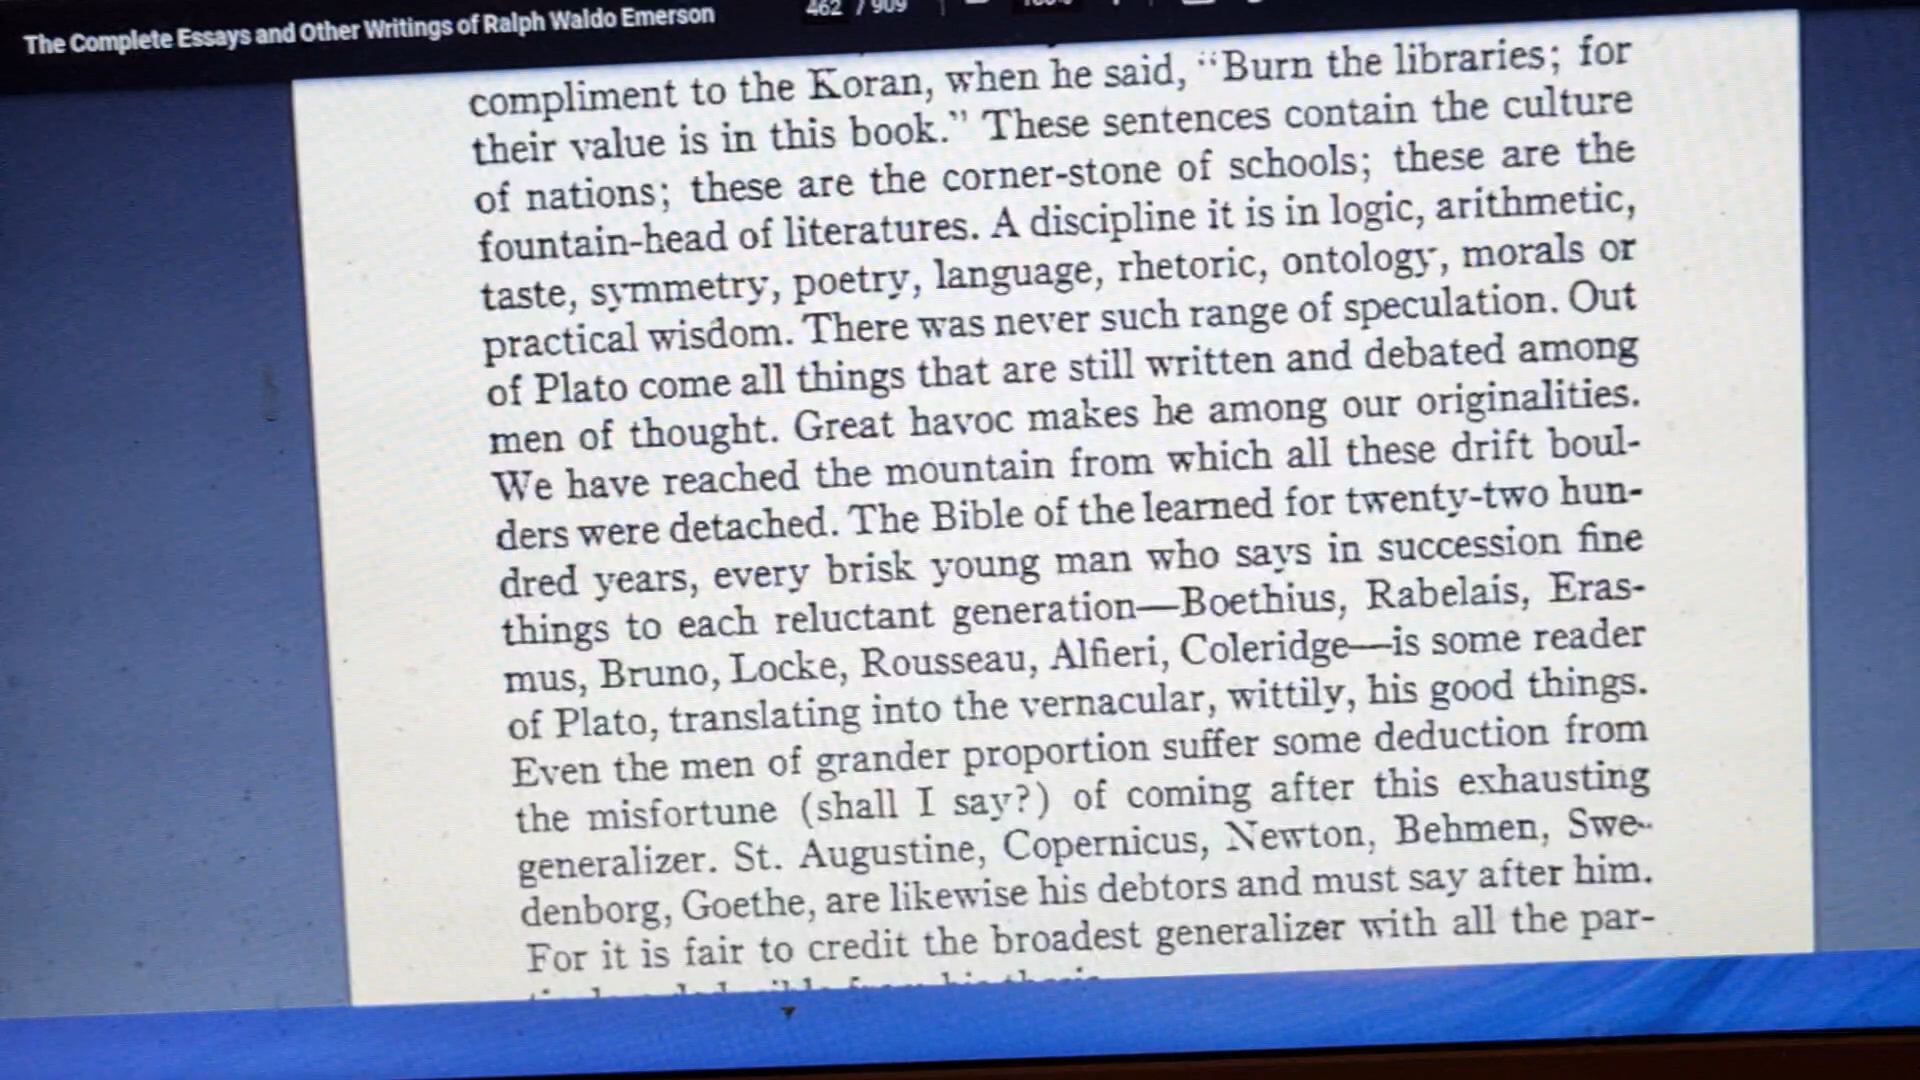 The Complete Essays and Other Writings of Ralph Waldo Emerson
462 / 909
compliment to the Koran, when he said, “Burn the libraries; for
their value is in this book.” These sentences contain the culture
of nations; these are the corner-stone of schools; these are the
fountain-head of literatures. A discipline it is in logic, arithmetic,
taste, symmetry, poetry, language, rhetoric, ontology, morals or
practical wisdom. There was never such range of speculation. Out
of Plato come all things that are still written and debated among
men of thought. Great havoc makes he among our originalities.
We have reached the mountain from which all these drift boul-
ders were detached. The Bible of the learned for twenty-two hun-
dred years, every brisk young man who says in succession fine
things to each reluctant generation—Boethius, Rabelais, Eras-
mus, Bruno, Locke, Rousseau, Alfieri, Coleridge—is some reader
of Plato, translating into the vernacular, wittily, his good things.
Even the men of grander proportion suffer some deduction from
the misfortune (shall I say?) of coming after this exhausting
generalizer. St. Augustine, Copernicus, Newton, Behmen, Swe-
denborg, Goethe, are likewise his debtors and must say after him.
For it is fair to credit the broadest generalizer with all the par-